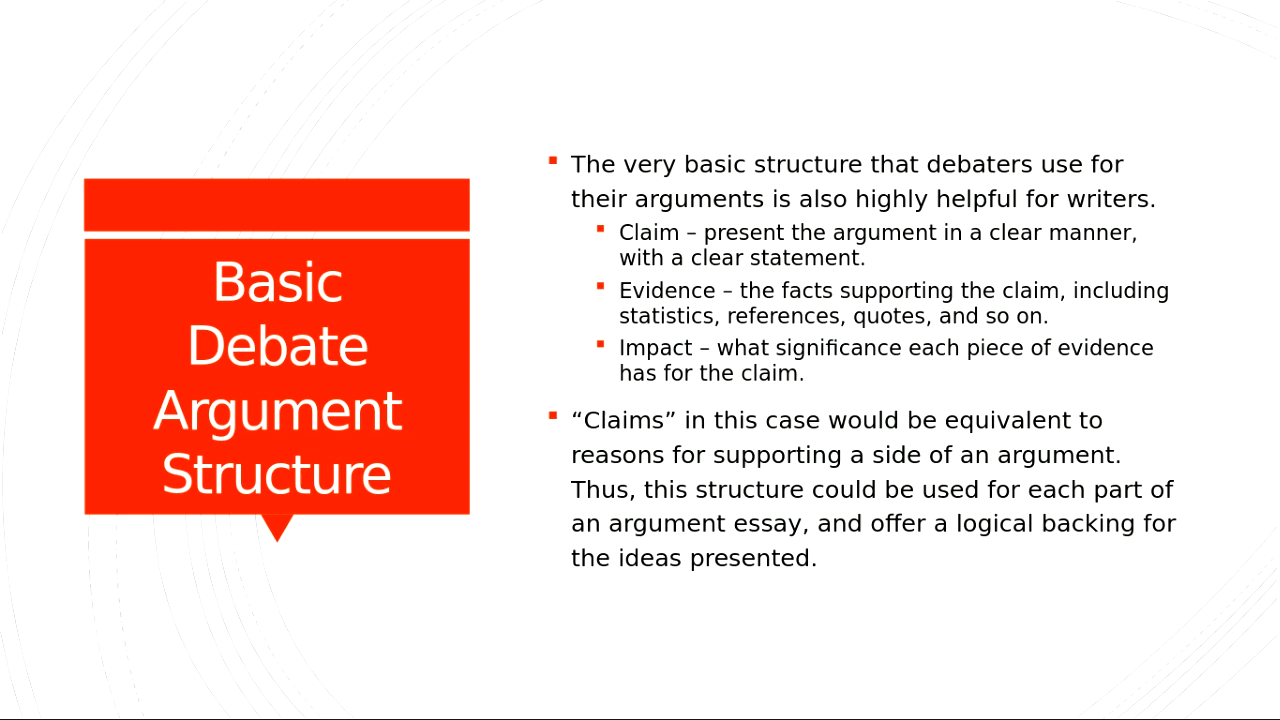 Basic
Debate
Argument
Structure
The very basic structure that debaters use for
their arguments is also highly helpful for writers.
Claim – present the argument in a clear manner,
with a clear statement.
Evidence – the facts supporting the claim, including
statistics, references, quotes, and so on.
Impact – what significance each piece of evidence
has for the claim.
“Claims” in this case would be equivalent to
reasons for supporting a side of an argument.
Thus, this structure could be used for each part of
an argument essay, and offer a logical backing for
the ideas presented.